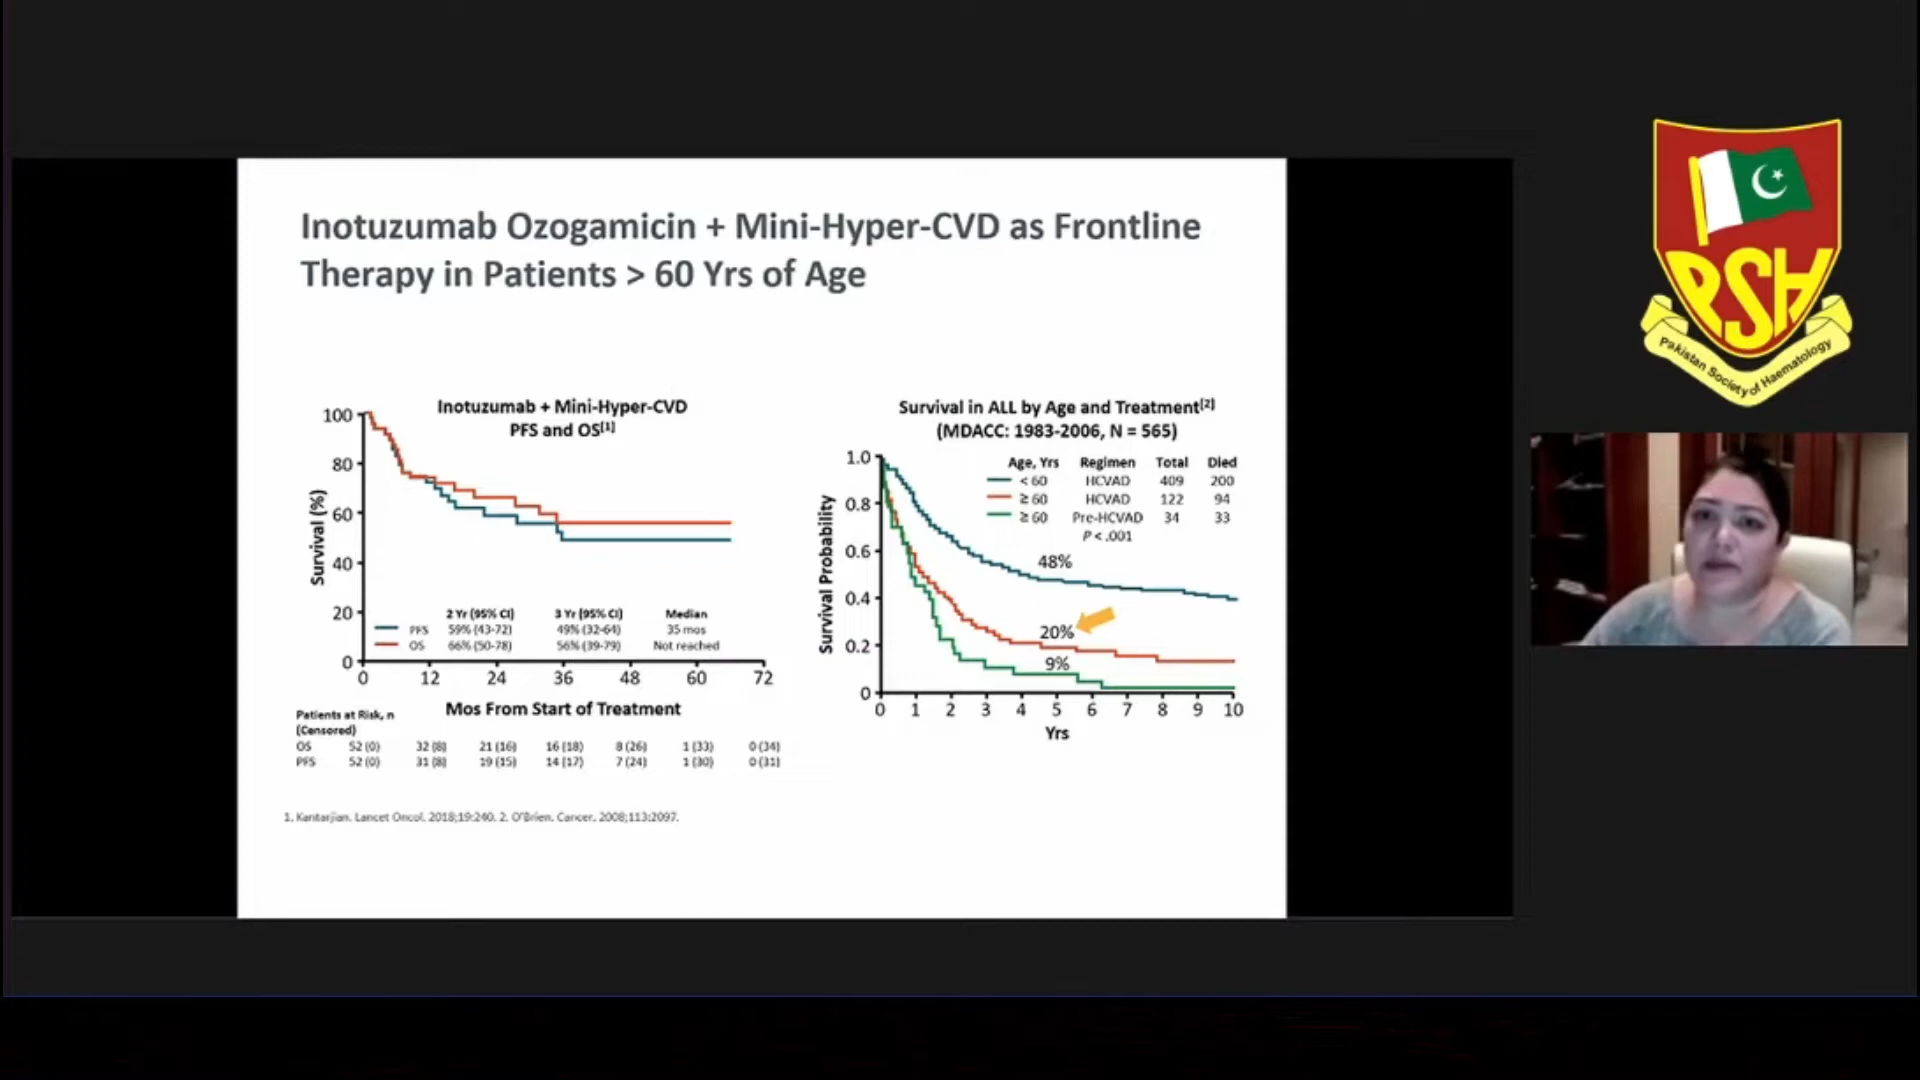 Inotuzumab Ozogamicin + Mini-Hyper-CVD as Frontline
Therapy in Patients > 60 Yrs of Age
Inotuzumab + Mini-Hyper-CVD
PFS and OS[1]
Survival (%)
100
80
60
40
20
0
2 Yr (95% CI) 3 Yr (95% CI) Median
PFS 59% (43-72) 49% (32-64) 35 mos
OS 66% (50-78) 56% (39-79) Not reached
0 12 24 36 48 60 72
Mos From Start of Treatment
Patients at Risk, n
(Censored)
OS 52 (0) 32 (8) 21 (16) 16 (18) 8 (26) 1 (33) 0 (34)
PFS 52 (0) 31 (8) 19 (15) 14 (17) 7 (24) 1 (30) 0 (31)
Survival in ALL by Age and Treatment[2]
(MDACC: 1983-2006, N = 565)
Survival Probability
1.0
0.8
0.6
0.4
0.2
0
Age, Yrs Regimen Total Died
< 60 HCVAD 409 200
≥ 60 HCVAD 122 94
≥ 60 Pre-HCVAD 34 33
P < .001
48%
20%
9%
0 1 2 3 4 5 6 7 8 9 10
Yrs
1. Kantarjian. Lancet Oncol. 2018;19:240. 2. O'Brien. Cancer. 2008;113:2097.
PSH
Pakistan Society of Haematology